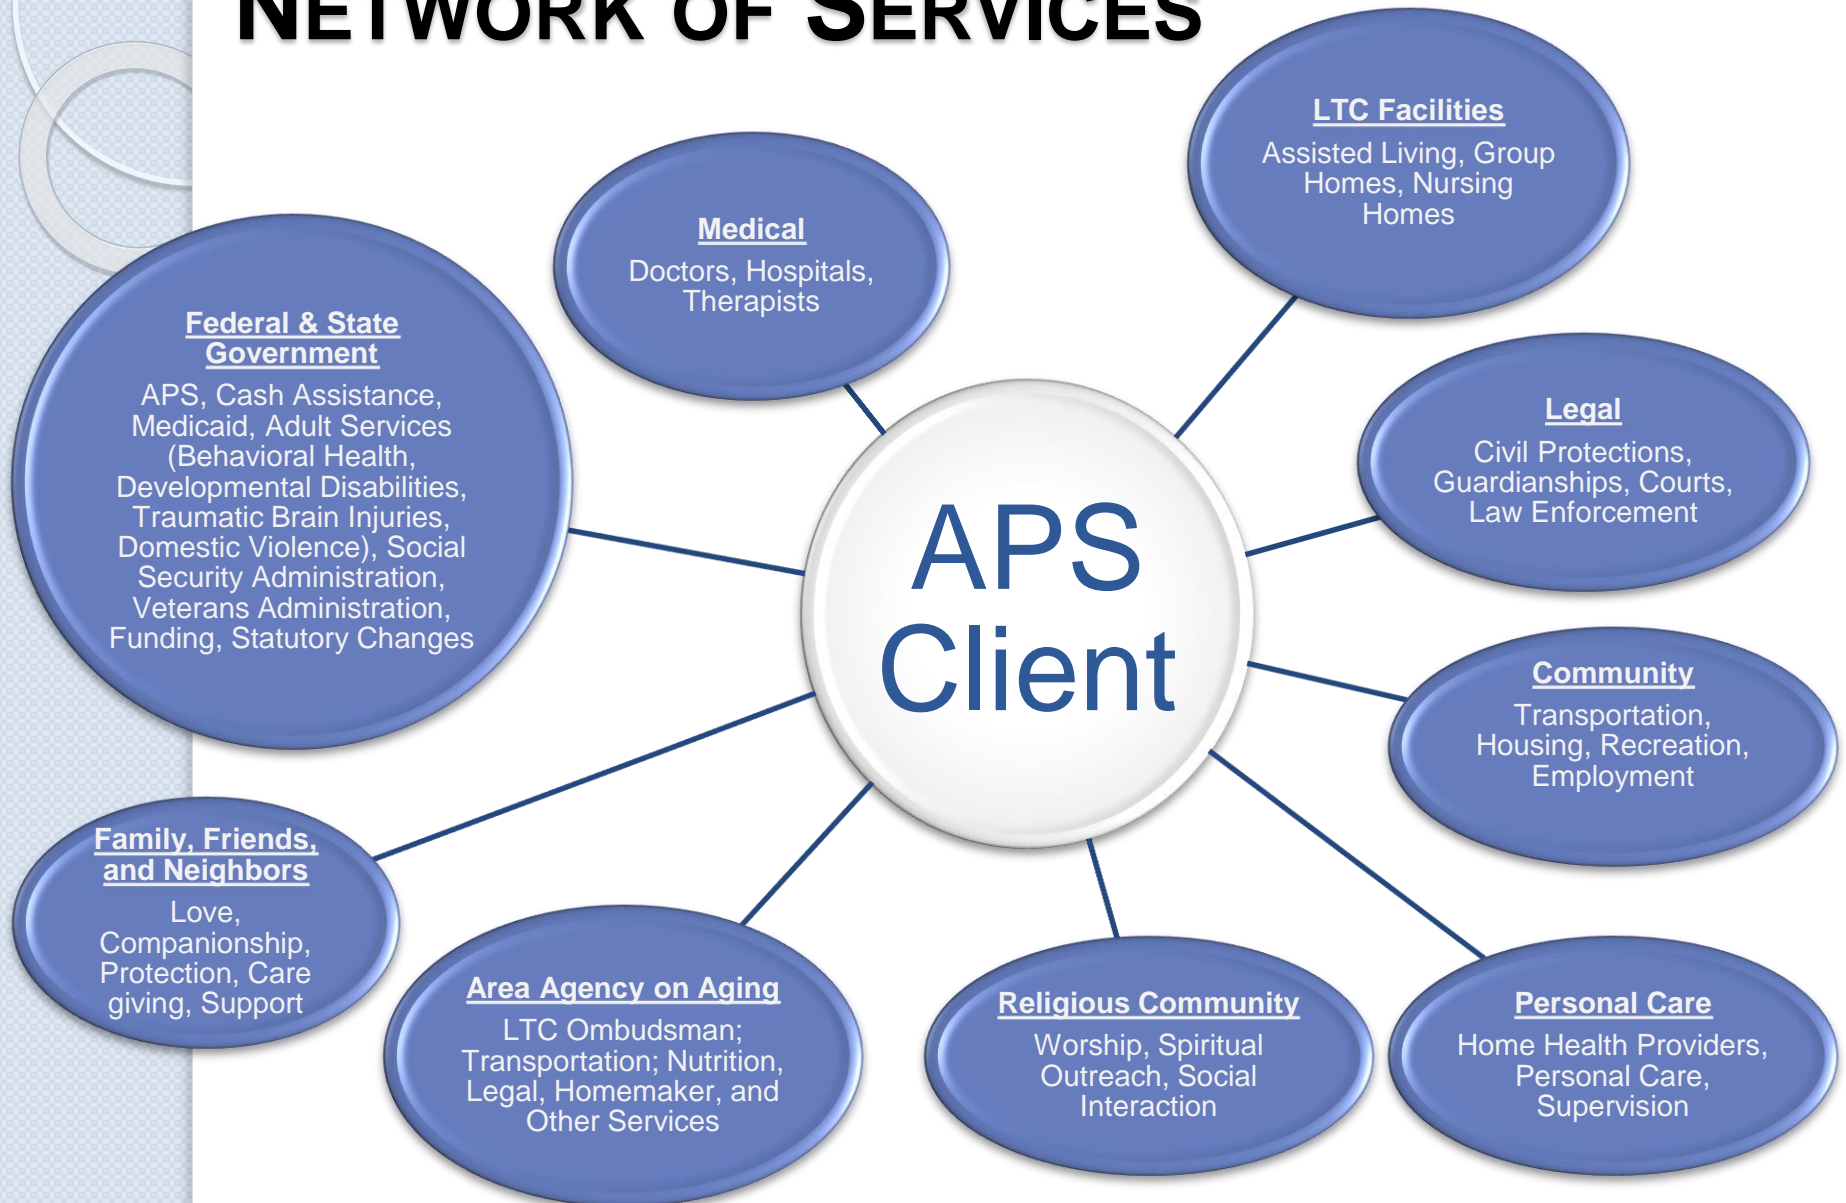 NETWORK OF SERVICES
LTC Facilities
Assisted Living, Group
Homes, Nursing
Homes
Medical
Doctors, Hospitals,
Therapists
Federal & State
Government
APS, Cash Assistance,
Medicaid, Adult Services
(Behavioral Health,
Developmental Disabilities,
Traumatic Brain Injuries,
Domestic Violence), Social
Security Administration,
Veterans Administration,
Funding, Statutory Changes
Legal
Civil Protections,
Guardianships, Courts,
Law Enforcement
APS
Client
Community
Transportation,
Housing, Recreation,
Employment
Family, Friends,
and Neighbors
Love,
Companionship,
Protection, Care
giving, Support
Area Agency on Aging
LTC Ombudsman;
Transportation; Nutrition,
Legal, Homemaker, and
Other Services
Religious Community
Worship, Spiritual
Outreach, Social
Interaction
Personal Care
Home Health Providers,
Personal Care,
Supervision